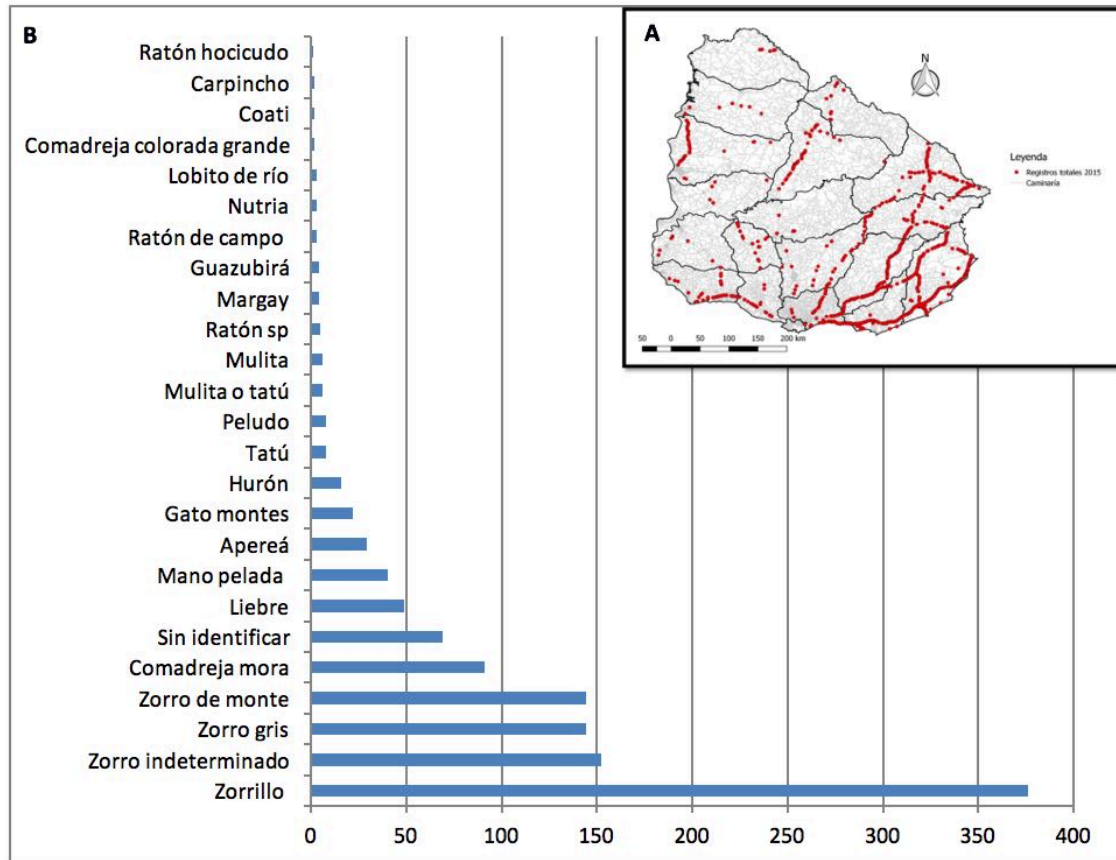 B
Ratón hocicudo
Carpincho
Coati
Comadreja colorada grande
Lobito de río
Nutria
Ratón de campo
Guazubirá
Margay
Ratón sp
Mulita
Mulita o tatú
Peludo
Tatú
Hurón
Gato montes
Apereá
Mano pelada
Liebre
Sin identificar
Comadreja mora
Zorro de monte
Zorro gris
Zorro indeterminado
Zorrillo
0 50 100 150 200 250 300 350 400
A
N
Leyenda
Registros totales 2015
Caminaría
50 0 50 100 150 200 km